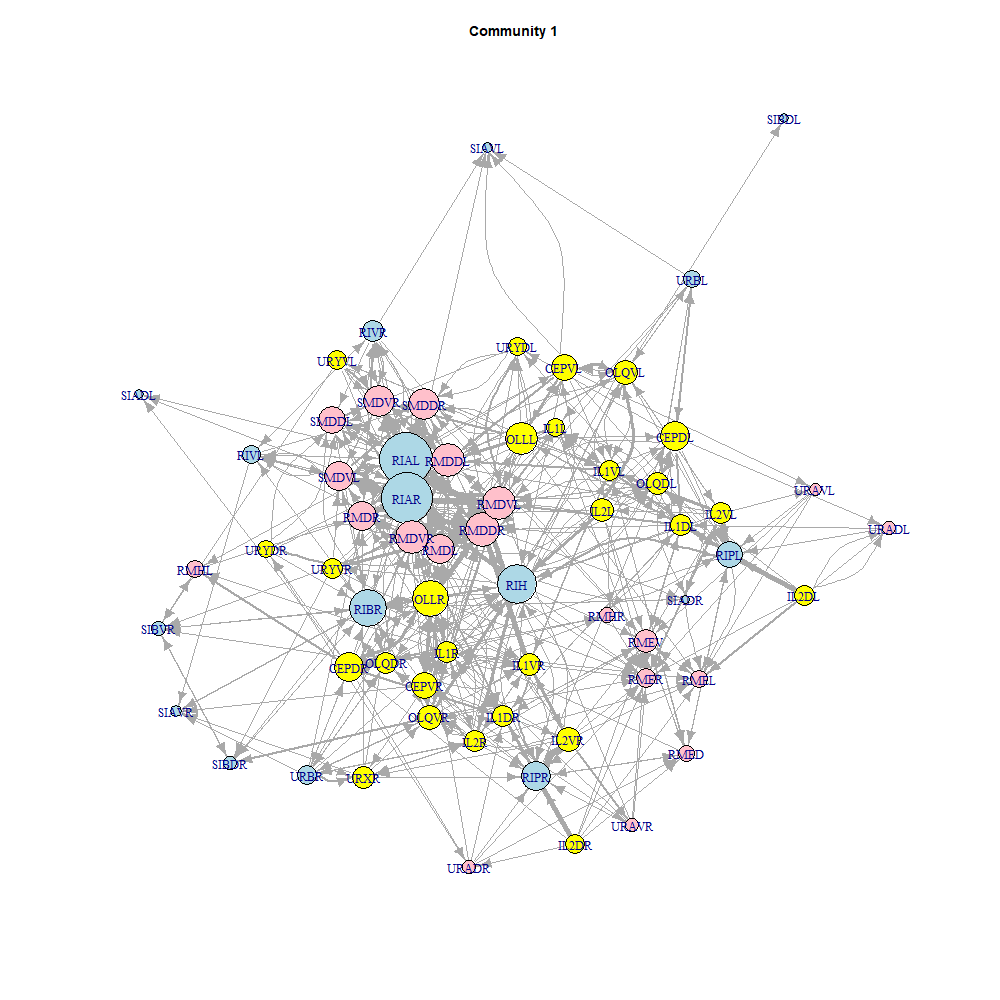 Community 1
SIBDL
SIAVL
URBL
RIVR
URYDL
URYVL
CEPVL
OLQVL
SIADL
SMDVR
SMDDR
SMDDL
IL1L
OLLL
CEPDL
RIVL
RIAL
RMDDL
IL1VL
SMDVL
OLQDL
URAVL
RIAR
RMDVL
IL2L
IL2VL
RMDR
IL1DL
RMDDR
URADL
RMDVR
RMDL
URYDR
RIPL
RMHL
URYVR
RIH
IL2DL
OLLR
SIADR
RIBR
RMHR
SIBVR
RMEV
IL1R
OLQDR
IL1VR
CEPDR
RMER
RMEL
CEPVR
SIAVR
OLQVR
IL1DR
IL2R
IL2VR
RMED
SIBDR
URBR
URXR
RIPR
URAVR
IL2DR
URADR